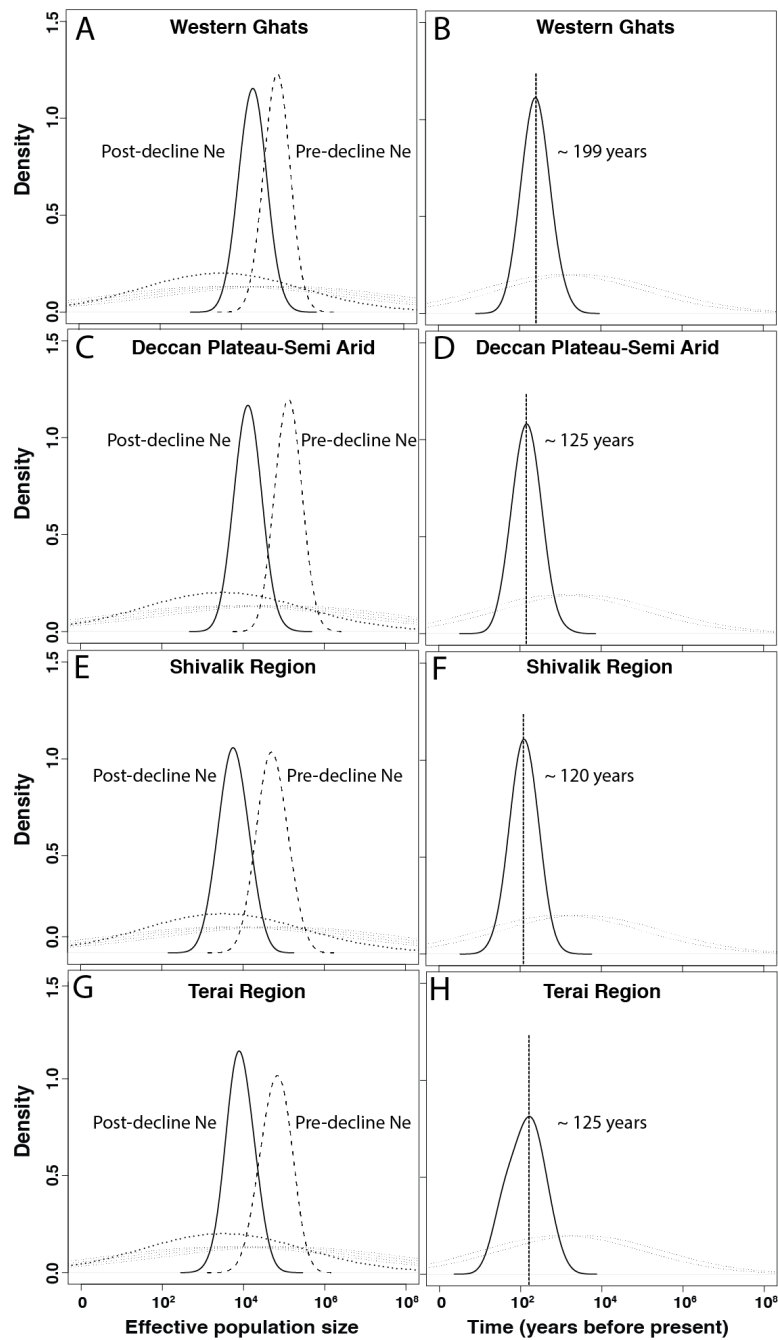 A
Western Ghats
Density
1.5
1.0
0.5
0.0
Post-decline Ne
Pre-decline Ne
B
Western Ghats
~ 199 years
C
Deccan Plateau-Semi Arid
Density
1.5
1.0
0.5
0.0
Post-decline Ne
Pre-decline Ne
D
Deccan Plateau-Semi Arid
~ 125 years
E
Shivalik Region
Density
1.5
1.0
0.5
0.0
Post-decline Ne
Pre-decline Ne
F
Shivalik Region
~ 120 years
G
Terai Region
Density
1.5
1.0
0.5
0.0
Post-decline Ne
Pre-decline Ne
H
Terai Region
~ 125 years
0 10² 10⁴ 10⁶ 10⁸
Effective population size
0 10² 10⁴ 10⁶ 10⁸
Time (years before present)